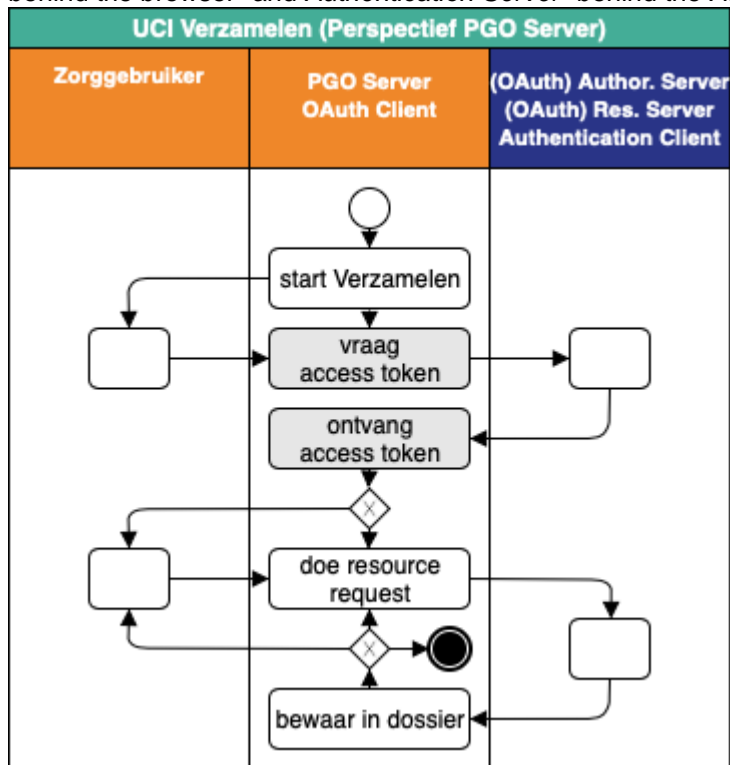 UCI Verzamelen (Perspectief PGO Server)
Zorggebruiker
PGO Server
OAuth Client
(OAuth) Author. Server
(OAuth) Res. Server
Authentication Client
start Verzamelen
vraag
access token
ontvang
access token
X
doe resource
request
X
bewaar in dossier